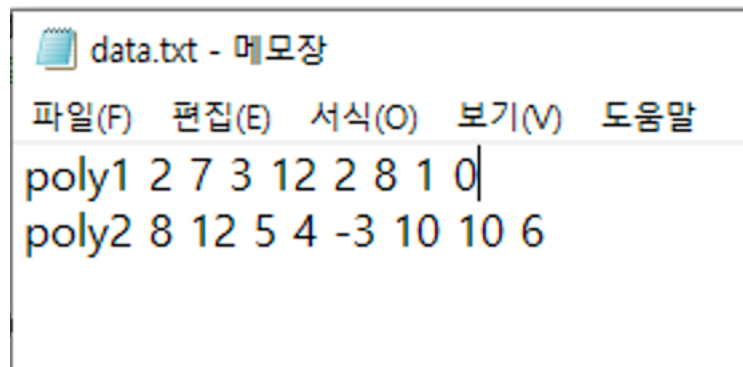 data.txt - 메모장
파일(F) 편집(E) 서식(O) 보기(V) 도움말
poly1 2 7 3 12 2 8 1 0
poly2 8 12 5 4 -3 10 10 6